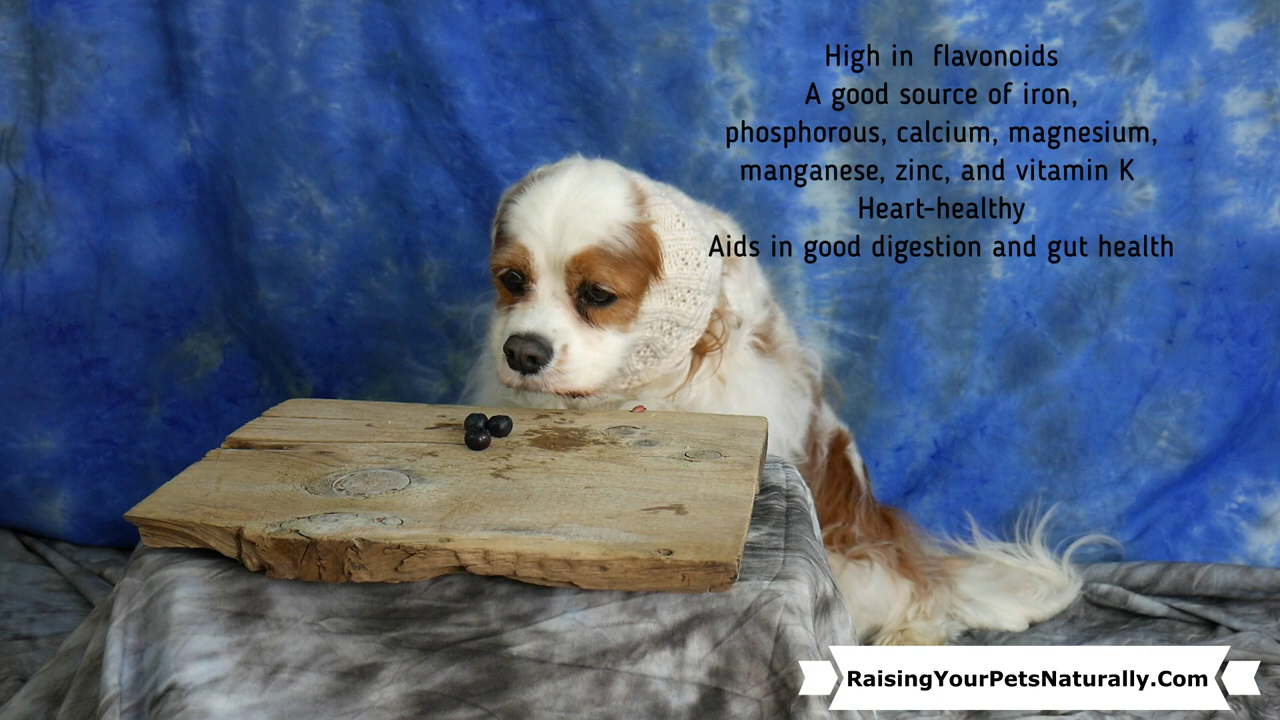 High in  flavonoids
A good source of iron,
phosphorous, calcium, magnesium,
manganese, zinc, and vitamin K
Heart-healthy
Aids in good digestion and gut health
RaisingYourPetsNaturally.Com